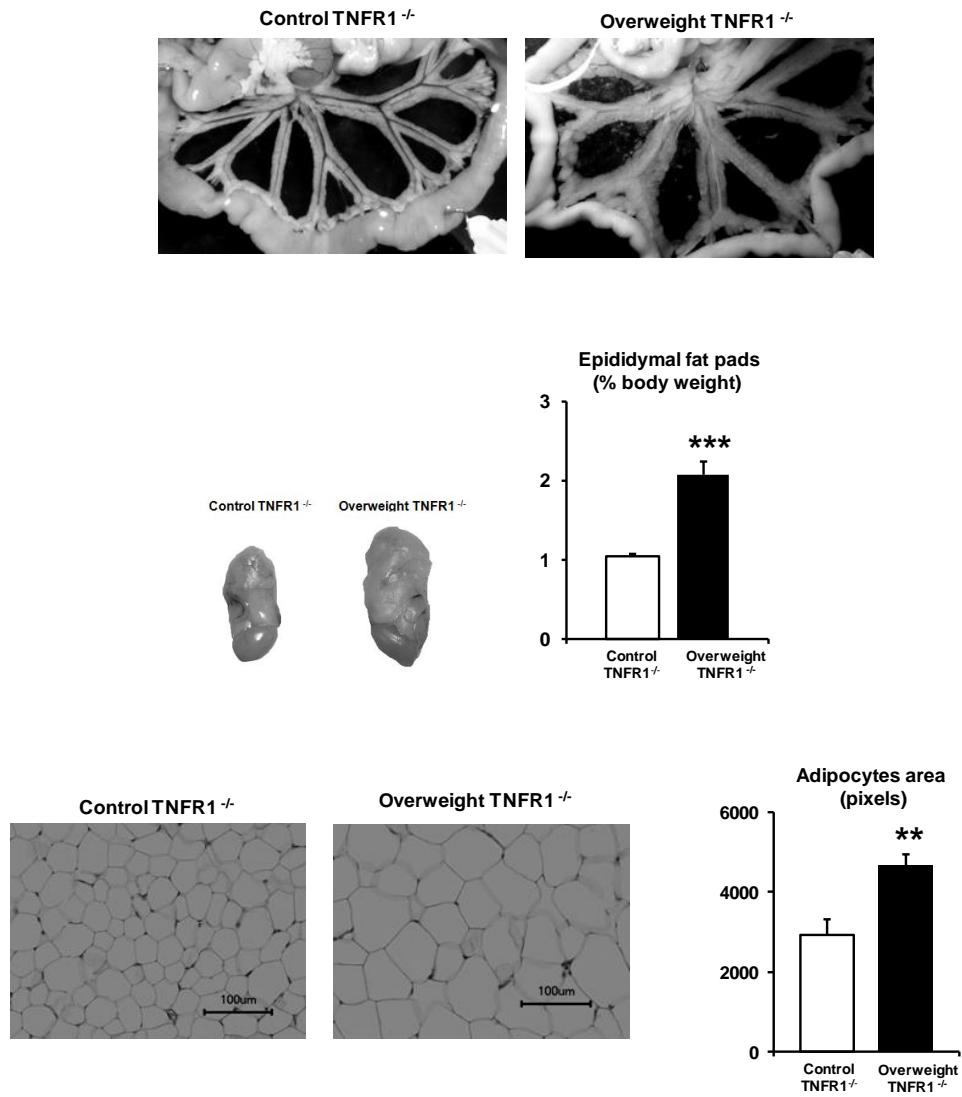 Control TNFR1 -/-
Overweight TNFR1 -/-
Epididymal fat pads
(% body weight)
3
***
2
Control TNFR1 -/-
Overweight TNFR1 -/-
1
0
Control
TNFR1-/-
Overweight
TNFR1-/-
Adipocytes area
(pixels)
Control TNFR1 -/-
Overweight TNFR1 -/-
6000
**
4000
2000
100um
100um
0
Control
TNFR1-/-
Overweight
TNFR1-/-